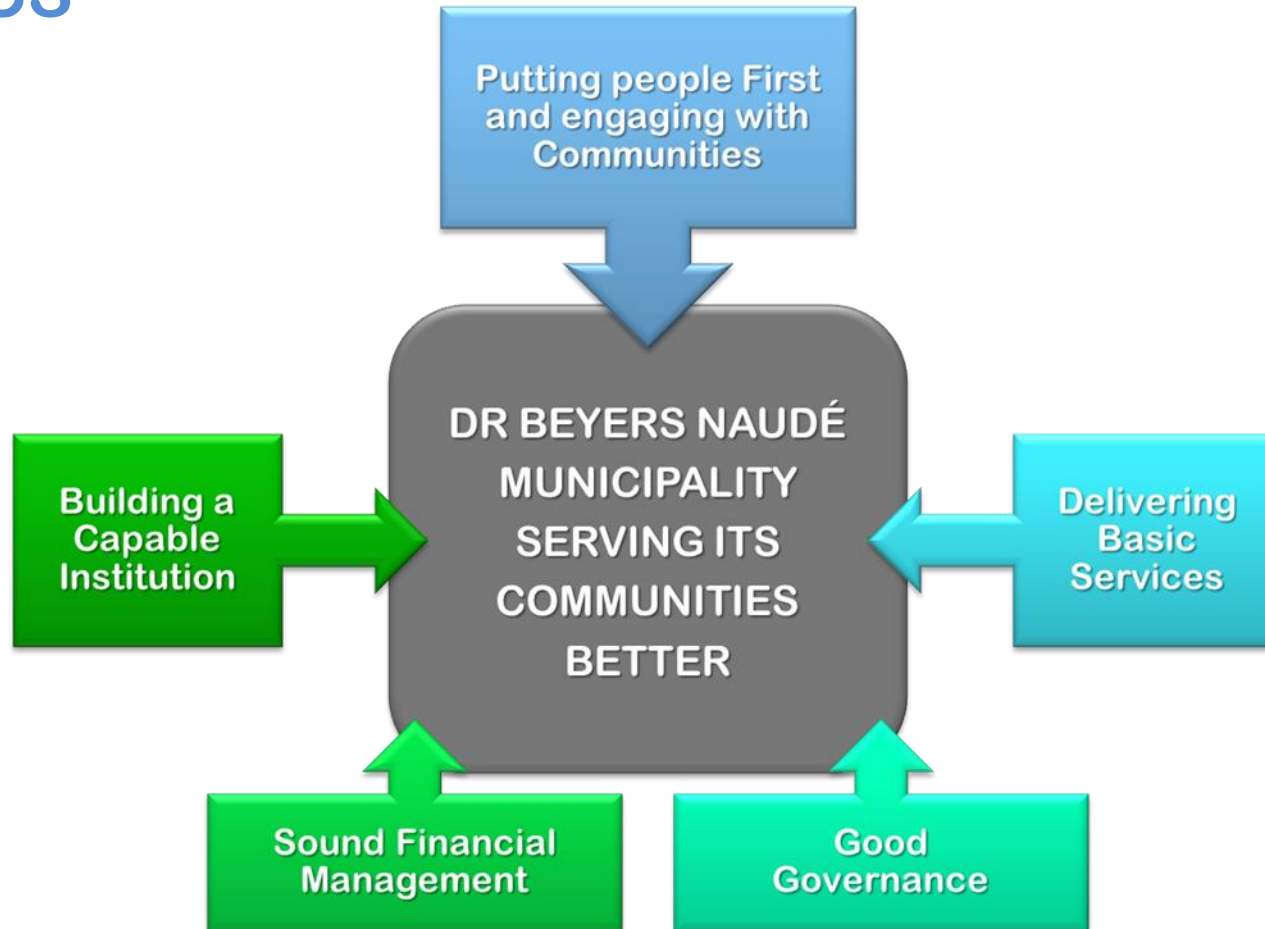 Putting people First
and engaging with
Communities
DR BEYERS NAUDÉ
MUNICIPALITY
SERVING ITS
COMMUNITIES
BETTER
Building a
Capable
Institution
Delivering
Basic
Services
Sound Financial
Management
Good
Governance